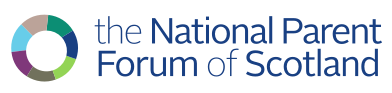 the National Parent
Forum of Scotland